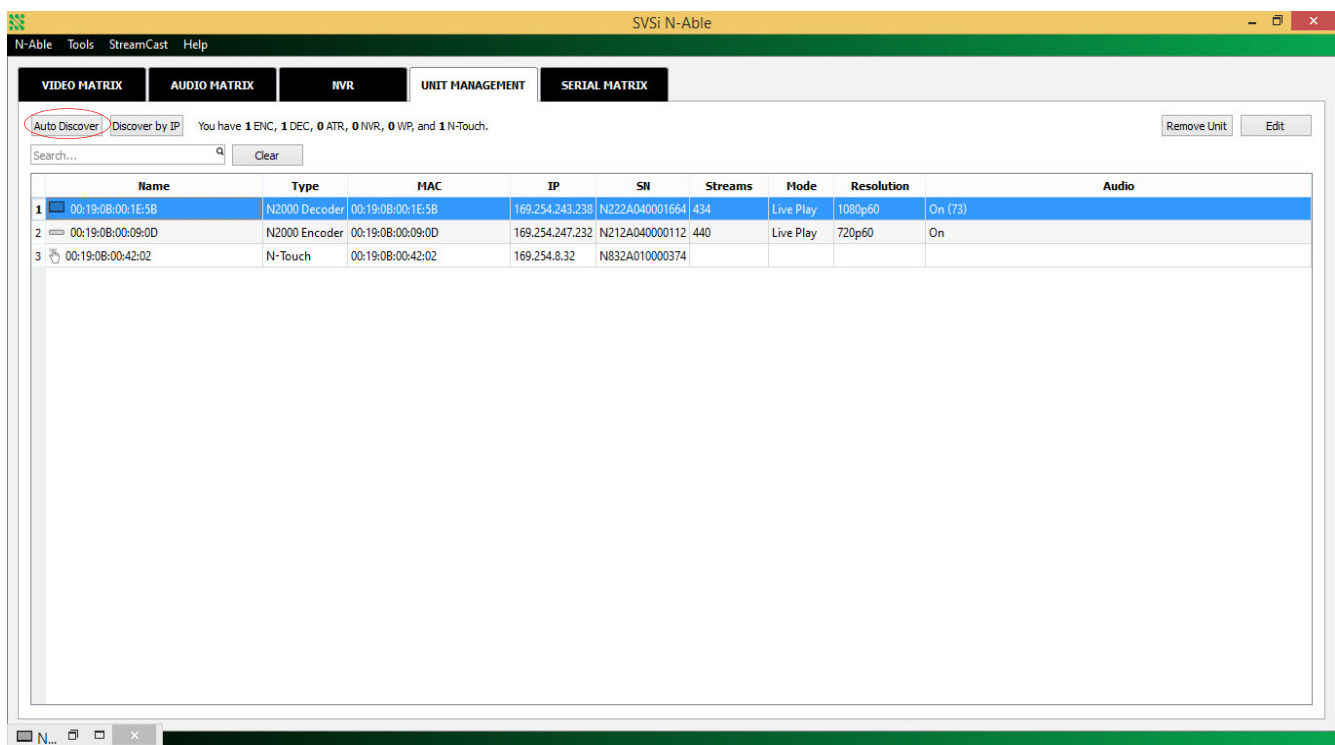 SVSi N-Able
N-Able Tools StreamCast Help
VIDEO MATRIX AUDIO MATRIX NVR UNIT MANAGEMENT SERIAL MATRIX
Auto Discover Discover by IP You have 1 ENC, 1 DEC, 0 ATR, 0 NVR, 0 WP, and 1 N-Touch. Remove Unit Edit
Search... Clear
Name Type MAC IP SN Streams Mode Resolution Audio
1 00:19:0B:00:1E:5B N2000 Decoder 00:19:0B:00:1E:5B 169.254.243.238 N222A040001664 434 Live Play 1080p60 On (73)
2 00:19:0B:00:09:0D N2000 Encoder 00:19:0B:00:09:0D 169.254.247.232 N212A040000112 440 Live Play 720p60 On
3 00:19:0B:00:42:02 N-Touch 00:19:0B:00:42:02 169.254.8.32 N832A010000374
N...